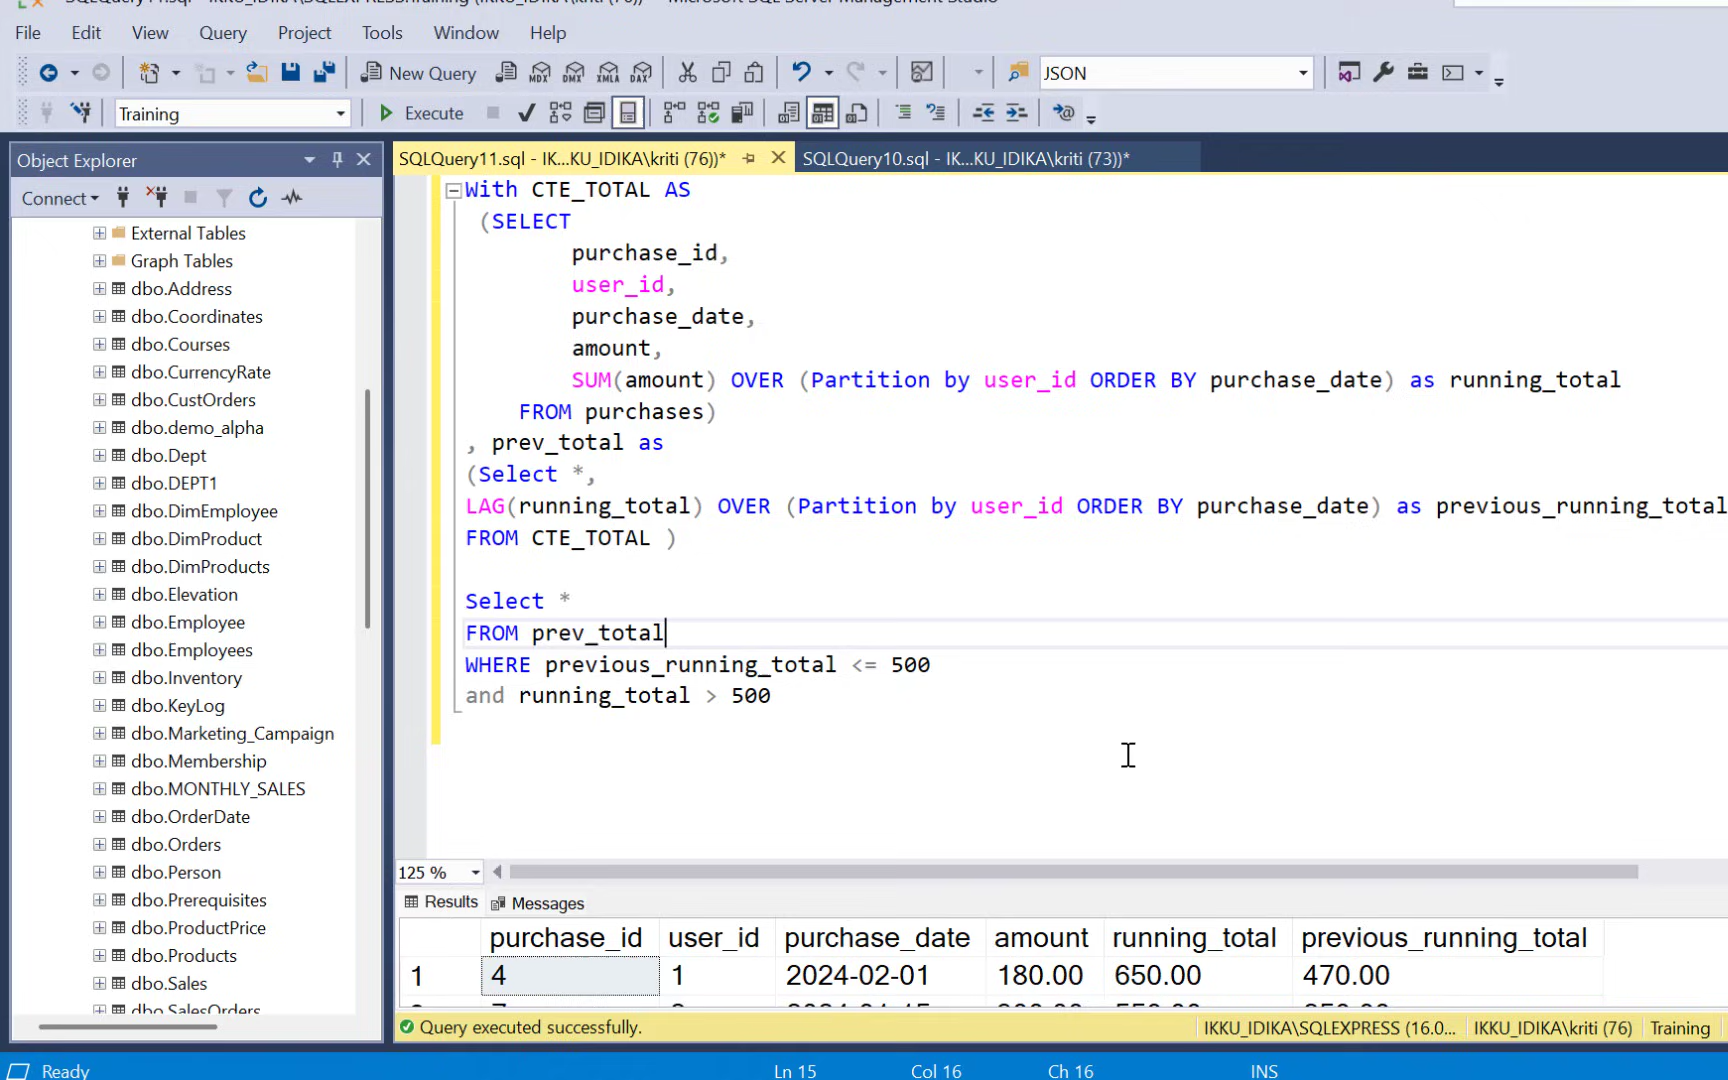 File Edit View Query Project Tools Window Help
New Query MDX DMX XMLA DAX JSON
Training Execute
Object Explorer
SQLQuery11.sql - IK...KU_IDIKA\kriti (76))*
SQLQuery10.sql - IK...KU_IDIKA\kriti (73))*
Connect
External Tables
Graph Tables
dbo.Address
dbo.Coordinates
dbo.Courses
dbo.CurrencyRate
dbo.CustOrders
dbo.demo_alpha
dbo.Dept
dbo.DEPT1
dbo.DimEmployee
dbo.DimProduct
dbo.DimProducts
dbo.Elevation
dbo.Employee
dbo.Employees
dbo.Inventory
dbo.KeyLog
dbo.Marketing_Campaign
dbo.Membership
dbo.MONTHLY_SALES
dbo.OrderDate
dbo.Orders
dbo.Person
dbo.Prerequisites
dbo.ProductPrice
dbo.Products
dbo.Sales
dbo.SalesOrders
With CTE_TOTAL AS
(SELECT
purchase_id,
user_id,
purchase_date,
amount,
SUM(amount) OVER (Partition by user_id ORDER BY purchase_date) as running_total
FROM purchases)
, prev_total as
(Select *,
LAG(running_total) OVER (Partition by user_id ORDER BY purchase_date) as previous_running_total
FROM CTE_TOTAL )
Select *
FROM prev_total
WHERE previous_running_total <= 500
and running_total > 500
125 %
Results Messages
purchase_id user_id purchase_date amount running_total previous_running_total
1 4 1 2024-02-01 180.00 650.00 470.00
Query executed successfully. IKKU_IDIKA\SQLEXPRESS (16.0... IKKU_IDIKA\kriti (76) Training
Ready Ln 15 Col 16 Ch 16 INS